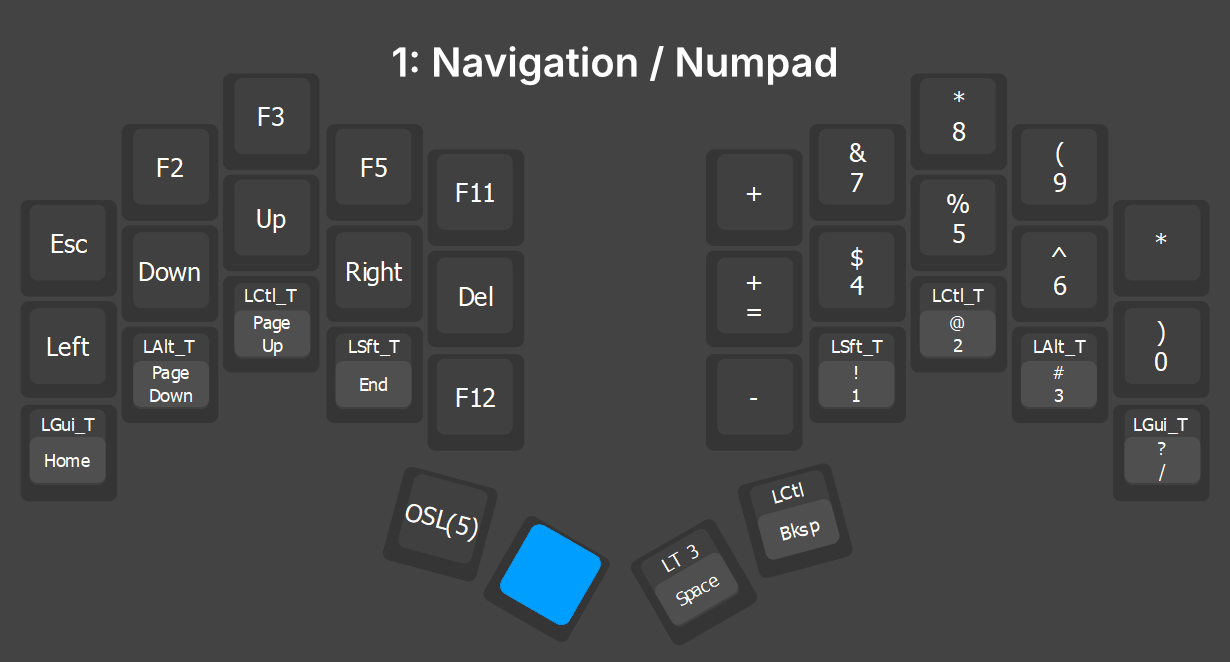 1: Navigation / Numpad
F3
*
8
F2
F5
&
7
(
9
F11
+
Up
%
5
Esc
*
Down
Right
$
4
^
6
Del
+
=
LCtl_T
Page
Up
LCtl_T
@
2
Left
)
0
LAlt_T
Page
Down
LSft_T
End
LSft_T
!
1
LAlt_T
#
3
F12
-
LGui_T
Home
LGui_T
?
/
OSL(5)
LCtl
Bksp
LT 3
Space